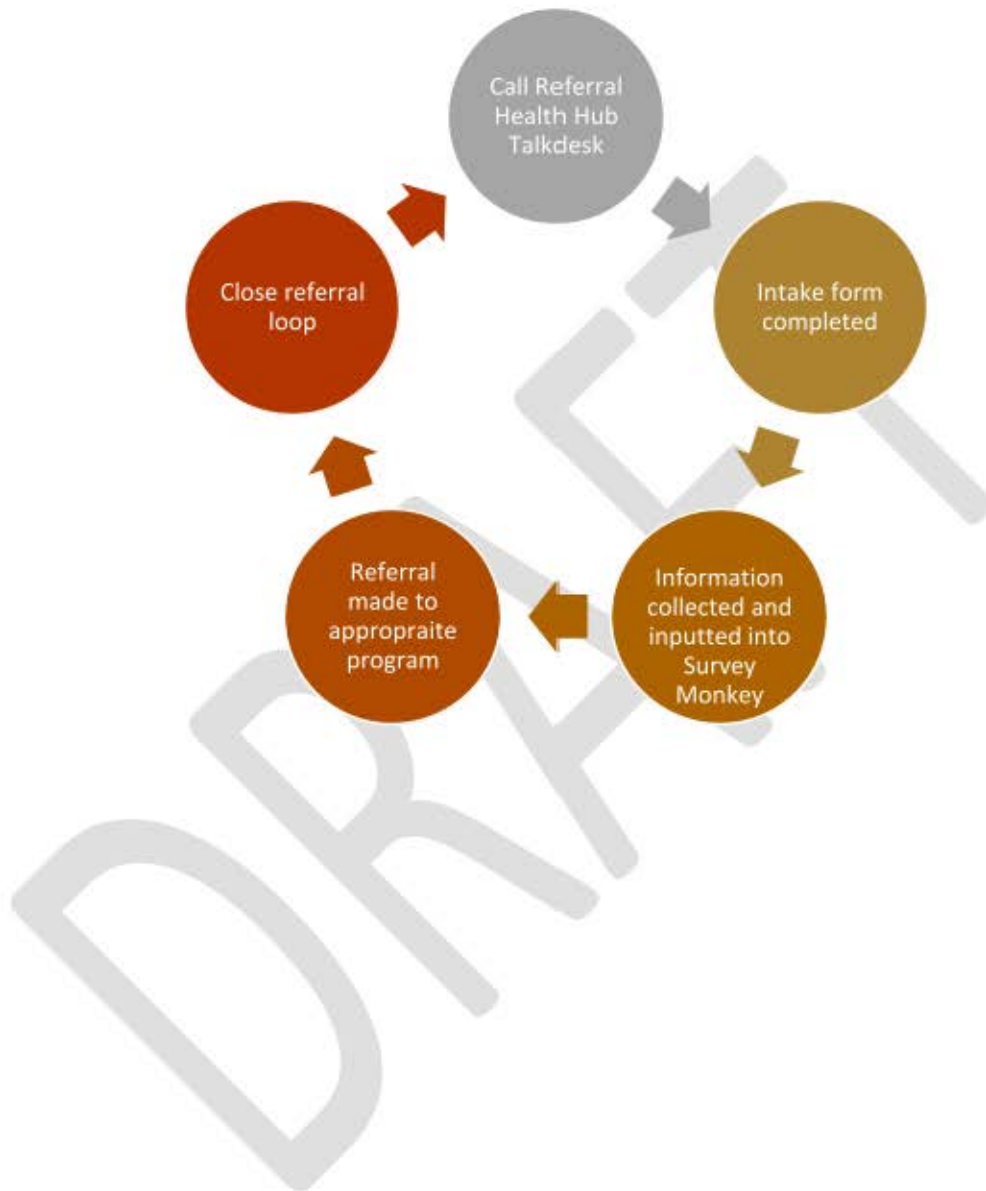 Call Referral
Health Hub
Talkdesk
Intake form
completed
Information
collected and
inputted into
Survey
Monkey
Referral
made to
appropraite
program
Close referral
loop
DRAFT